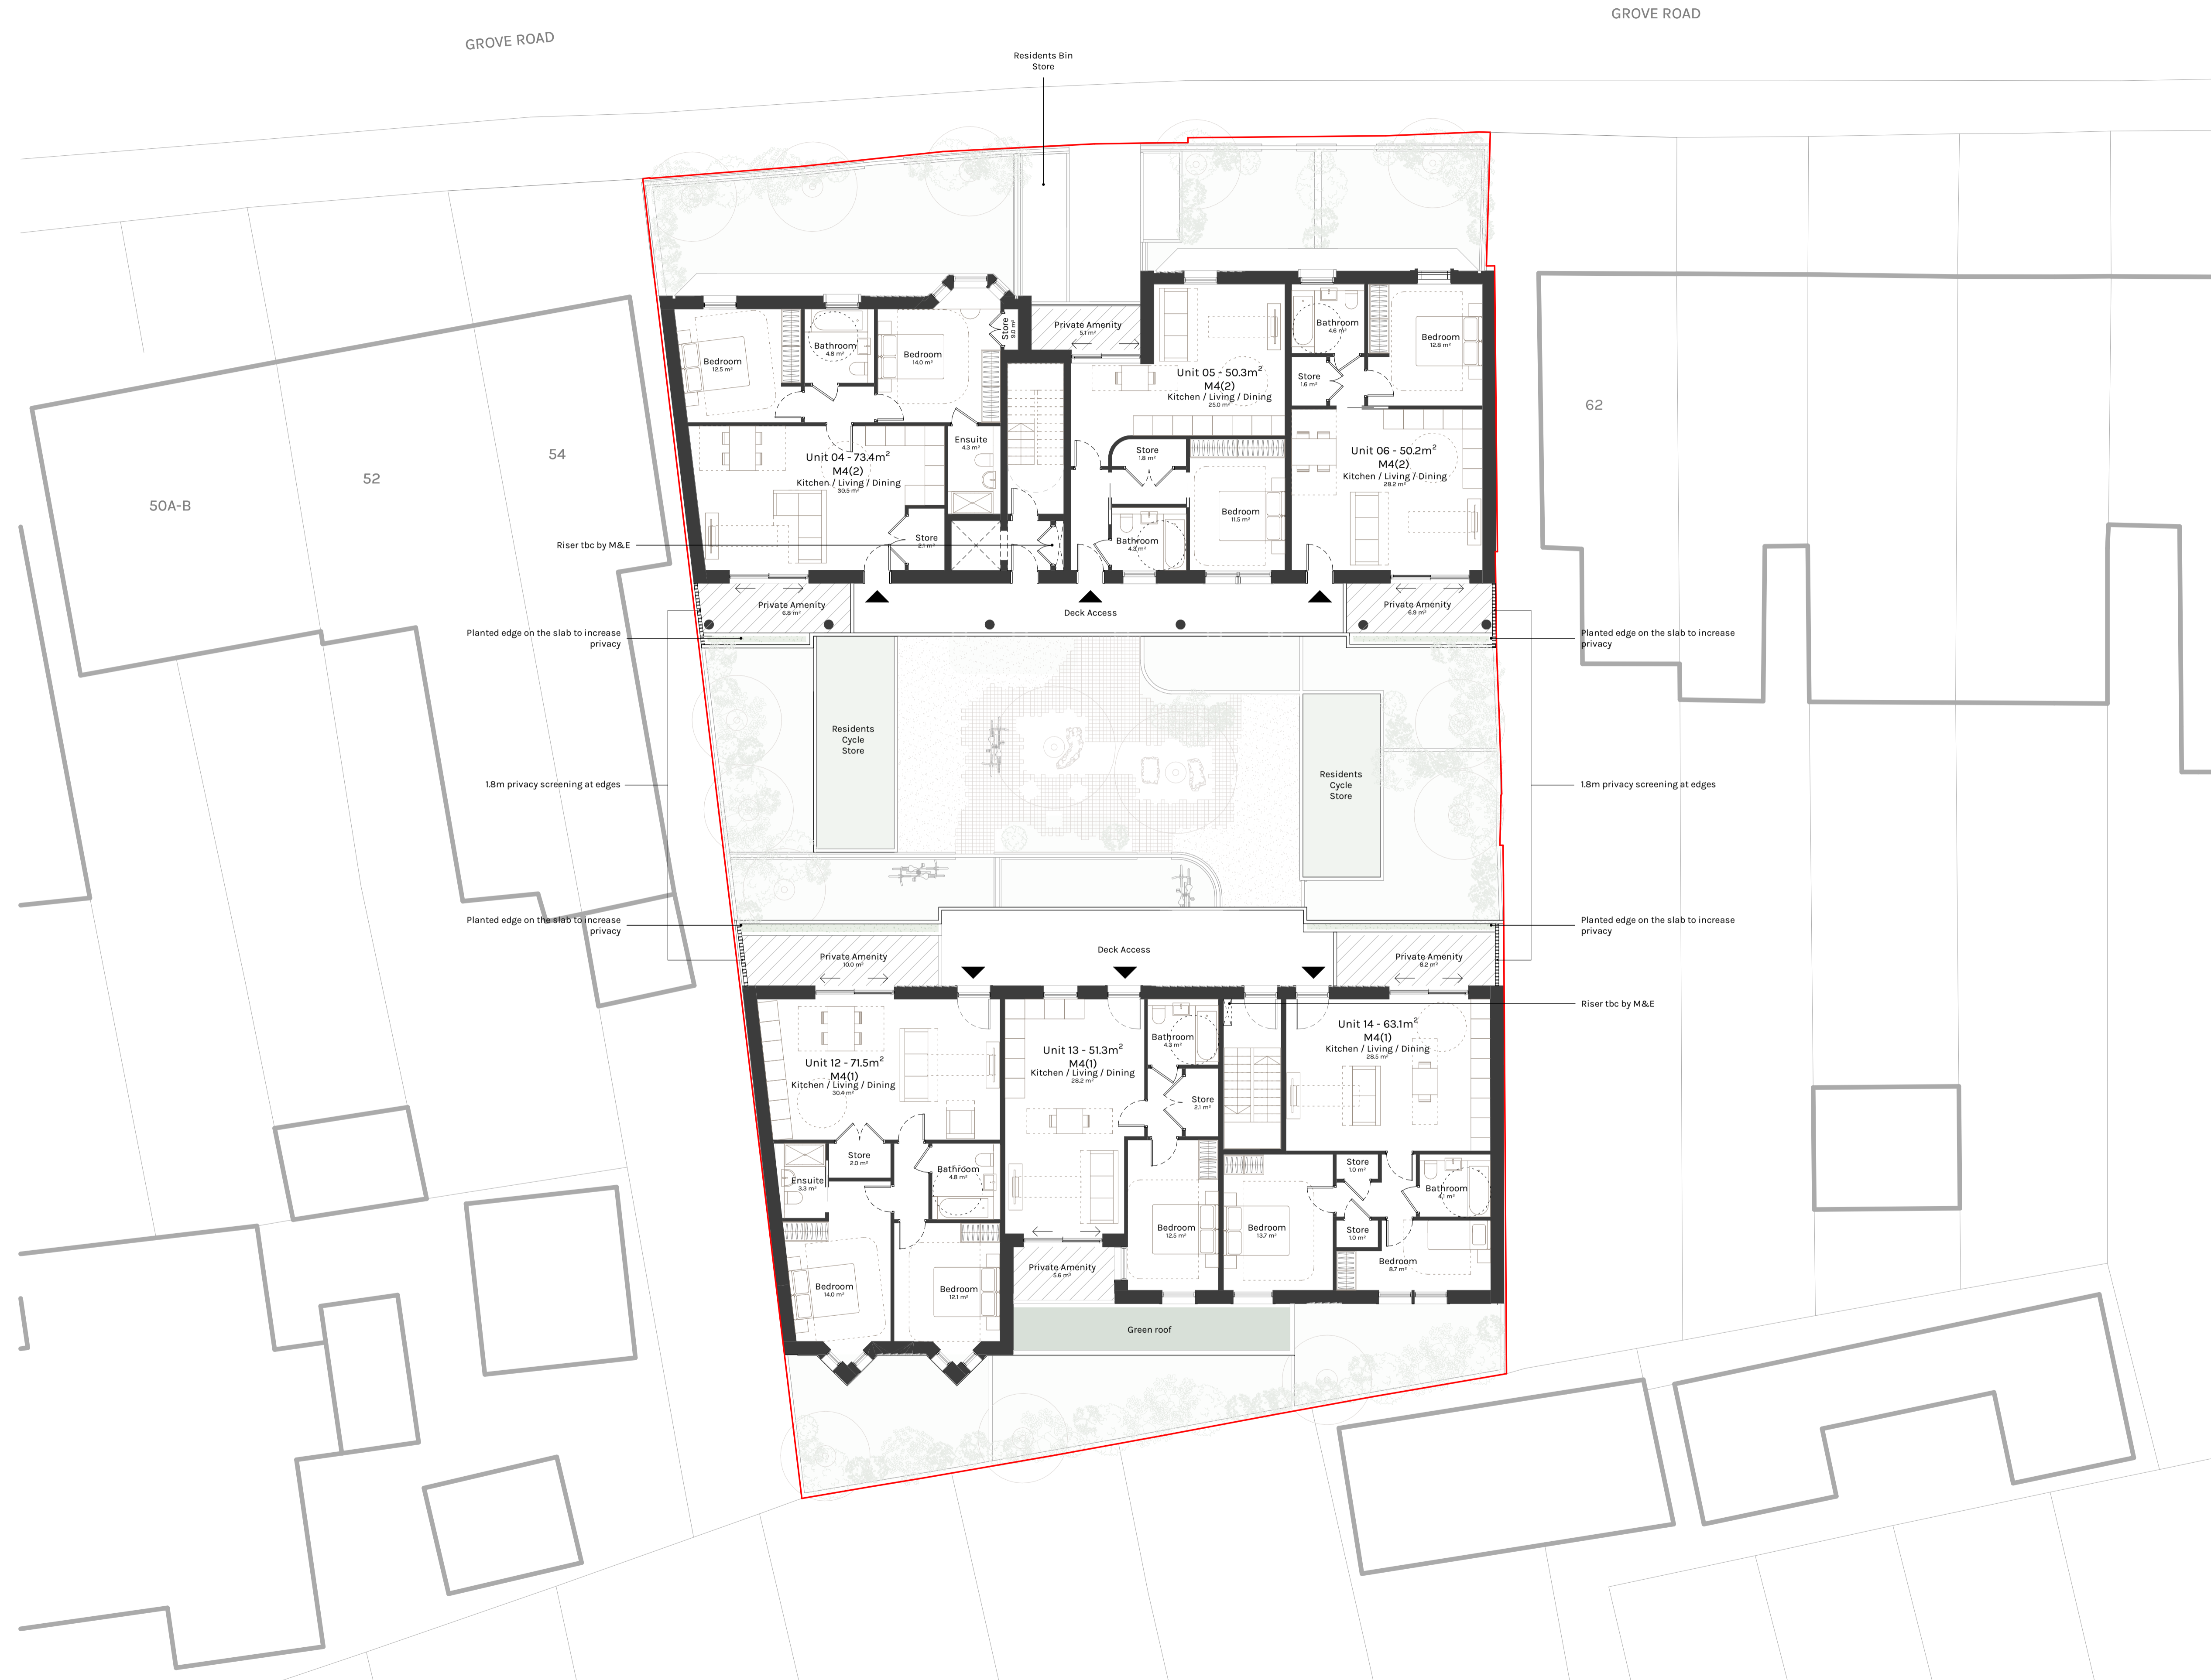 GROVE ROAD
GROVE ROAD
Residents Bin
Store
50A-B
52
54
62
Bedroom
12.5 m²
Bathroom
4.8 m²
Bedroom
14.0 m²
Store
Private Amenity
5.1 m²
Ensuite
4.3 m²
Unit 04 - 73.4m²
M4(2)
Kitchen / Living / Dining
30.5 m²
Store
2.1 m²
Riser tbc by M&E
Unit 05 - 50.3m²
M4(2)
Kitchen / Living / Dining
25.0 m²
Store
1.8 m²
Bathroom
4.3 m²
Bedroom
11.5 m²
Bathroom
4.6 m²
Store
1.6 m²
Bedroom
12.8 m²
Unit 06 - 50.2m²
M4(2)
Kitchen / Living / Dining
28.2 m²
Private Amenity
6.8 m²
Deck Access
Private Amenity
6.9 m²
Planted edge on the slab to increase
privacy
Planted edge on the slab to increase
privacy
Residents
Cycle
Store
Residents
Cycle
Store
1.8m privacy screening at edges
1.8m privacy screening at edges
Planted edge on the slab to increase
privacy
Planted edge on the slab to increase
privacy
Private Amenity
10.0 m²
Deck Access
Private Amenity
6.2 m²
Riser tbc by M&E
Unit 12 - 71.5m²
M4(1)
Kitchen / Living / Dining
30.4 m²
Store
2.0 m²
Ensuite
3.3 m²
Bathroom
4.8 m²
Bedroom
14.0 m²
Bedroom
12.1 m²
Unit 13 - 51.3m²
M4(1)
Kitchen / Living / Dining
28.2 m²
Bathroom
Store
2.1 m²
Bedroom
12.5 m²
Private Amenity
5.6 m²
Unit 14 - 63.1m²
M4(1)
Kitchen / Living / Dining
28.5 m²
Store
1.0 m²
Bathroom
4.1 m²
Bedroom
13.7 m²
Store
1.0 m²
Bedroom
8.7 m²
Green roof